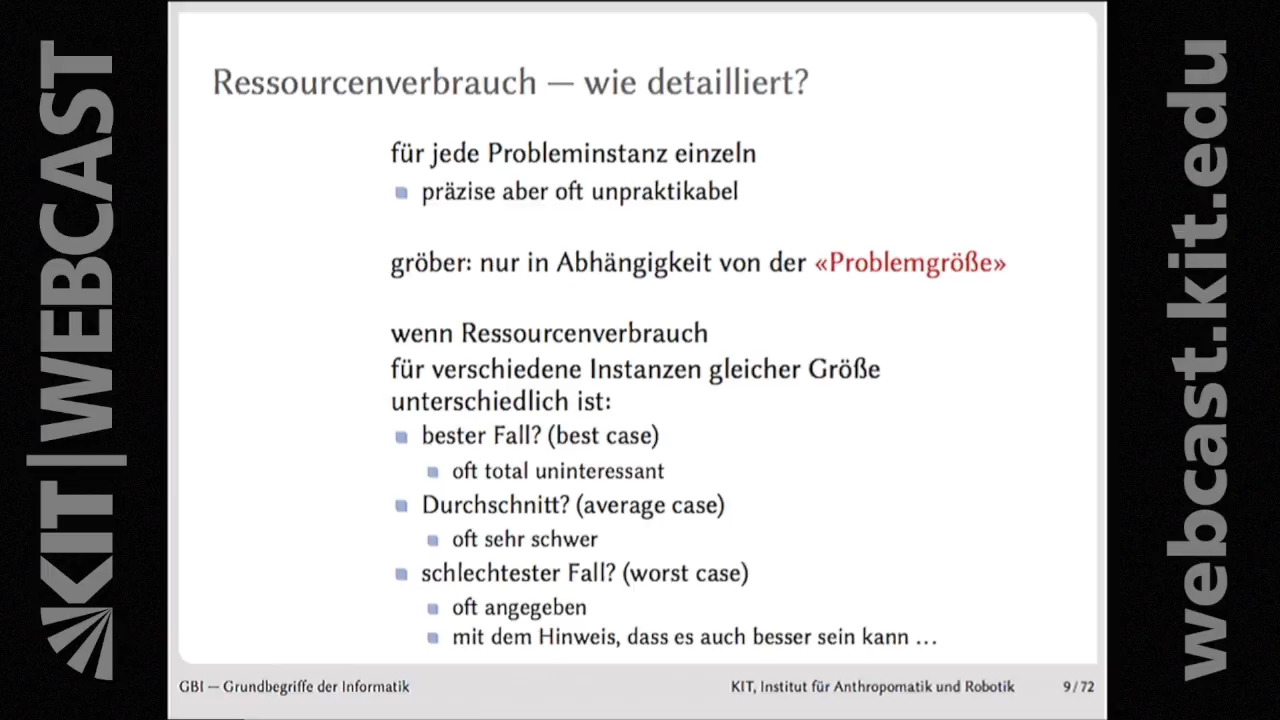 KIT | WEBCAST
Ressourcenverbrauch — wie detailliert?
für jede Probleminstanz einzeln
präzise aber oft unpraktikabel
gröber: nur in Abhängigkeit von der «Problemgröße»
wenn Ressourcenverbrauch
für verschiedene Instanzen gleicher Größe
unterschiedlich ist:
bester Fall? (best case)
oft total uninteressant
Durchschnitt? (average case)
oft sehr schwer
schlechtester Fall? (worst case)
oft angegeben
mit dem Hinweis, dass es auch besser sein kann ...
GBI — Grundbegriffe der Informatik
KIT, Institut für Anthropomatik und Robotik
9 / 72
webcast.kit.edu